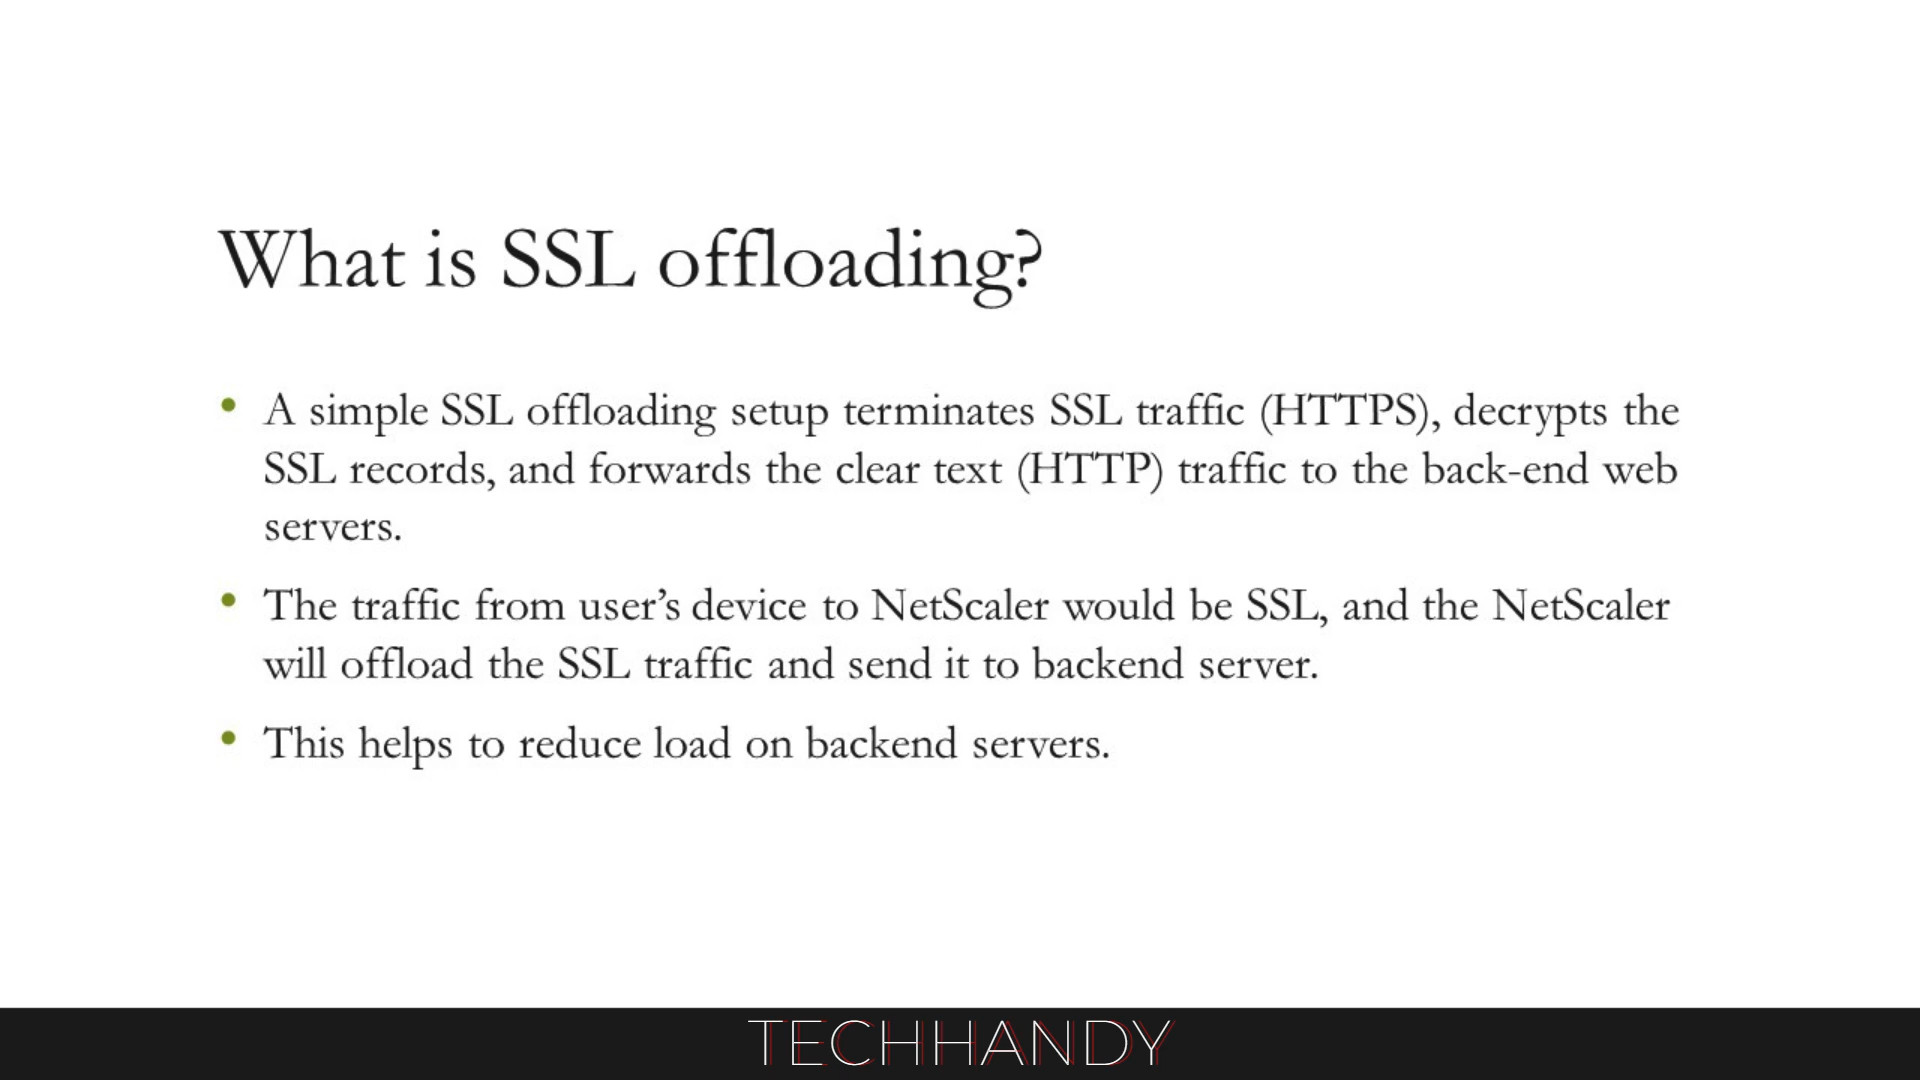 What is SSL offloading?
• A simple SSL offloading setup terminates SSL traffic (HTTPS), decrypts the
SSL records, and forwards the clear text (HTTP) traffic to the back-end web
servers.
• The traffic from user’s device to NetScaler would be SSL, and the NetScaler
will offload the SSL traffic and send it to backend server.
• This helps to reduce load on backend servers.
TECHHANDY